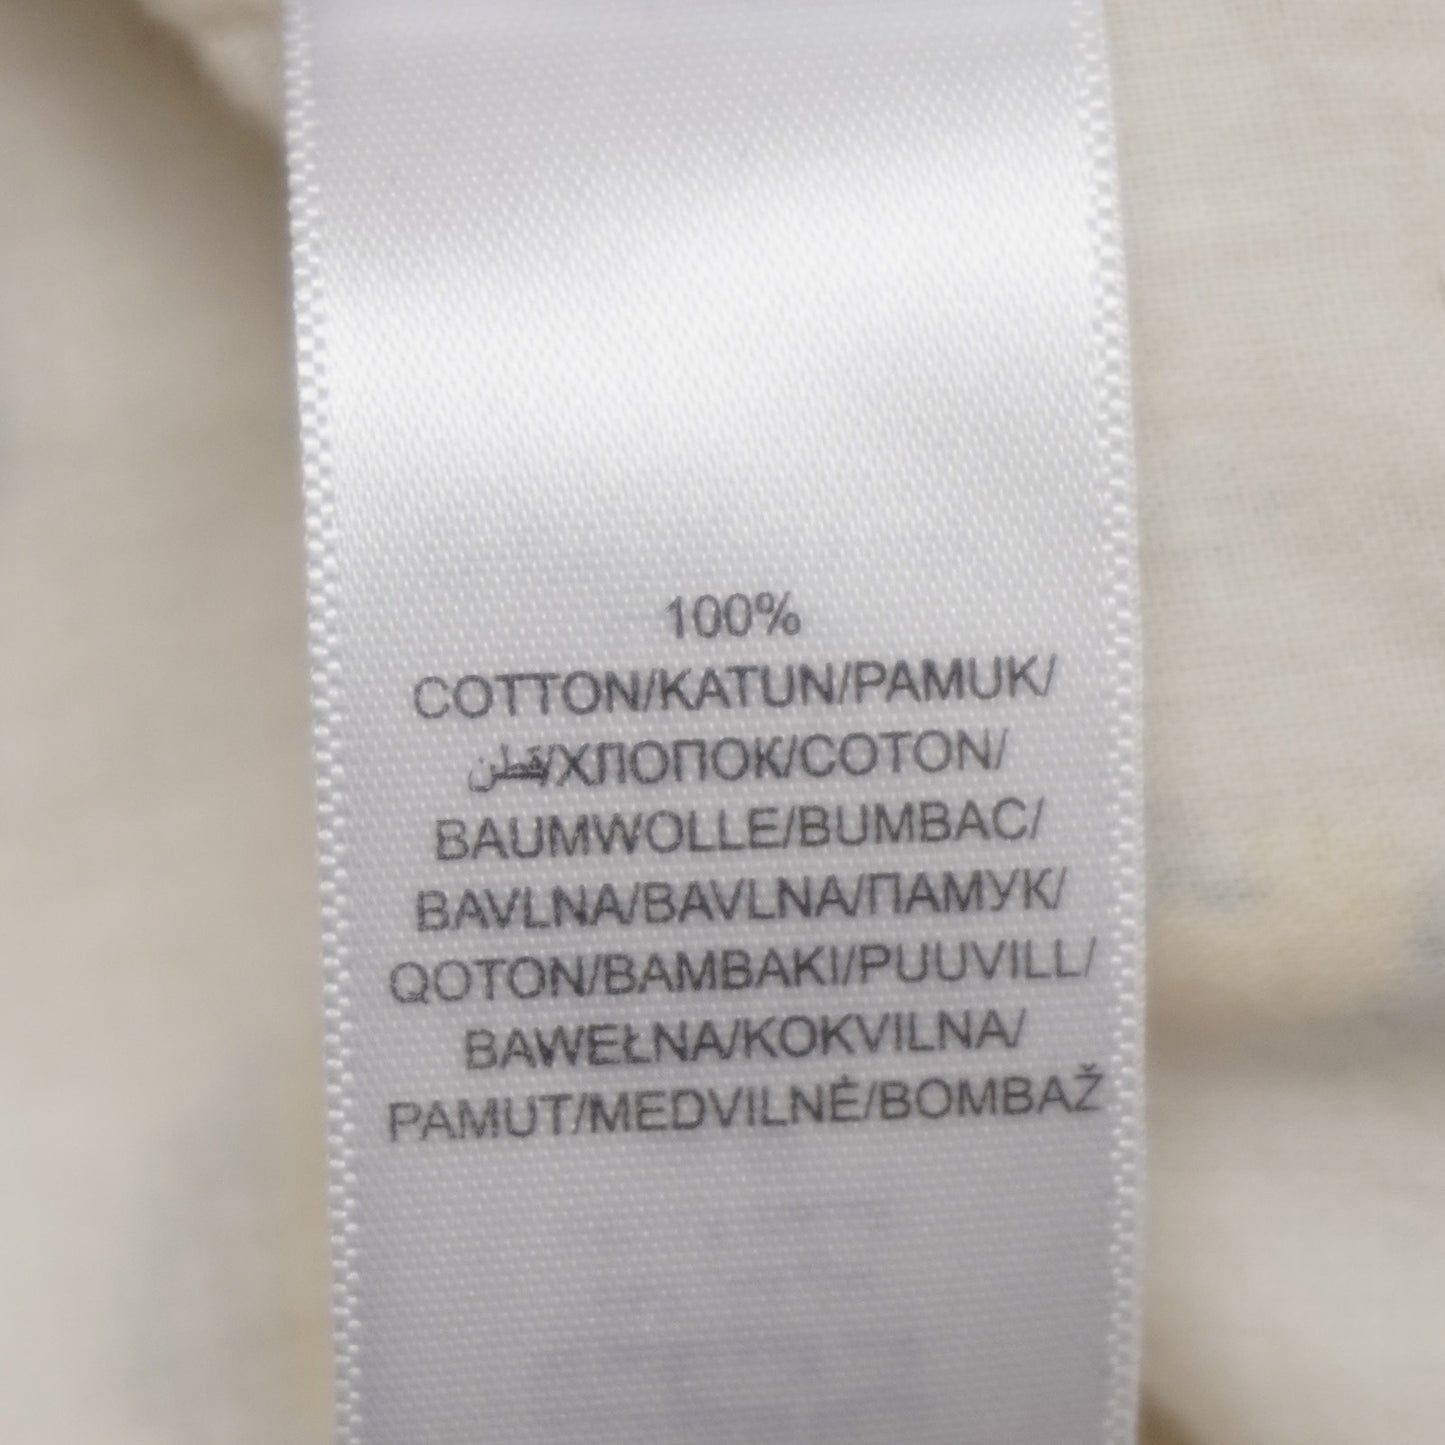 100%
COTTON/KATUN/PAMUK/
قطن/ХЛОПОК/COTON/
BAUMWOLLE/BUMBAC/
BAVLNA/BAVLNA/ПАМУК/
QOTON/BAMBAKI/PUUVILL/
BAWEŁNA/KOKVILNA/
PAMUT/MEDVILNĖ/BOMBAŽ